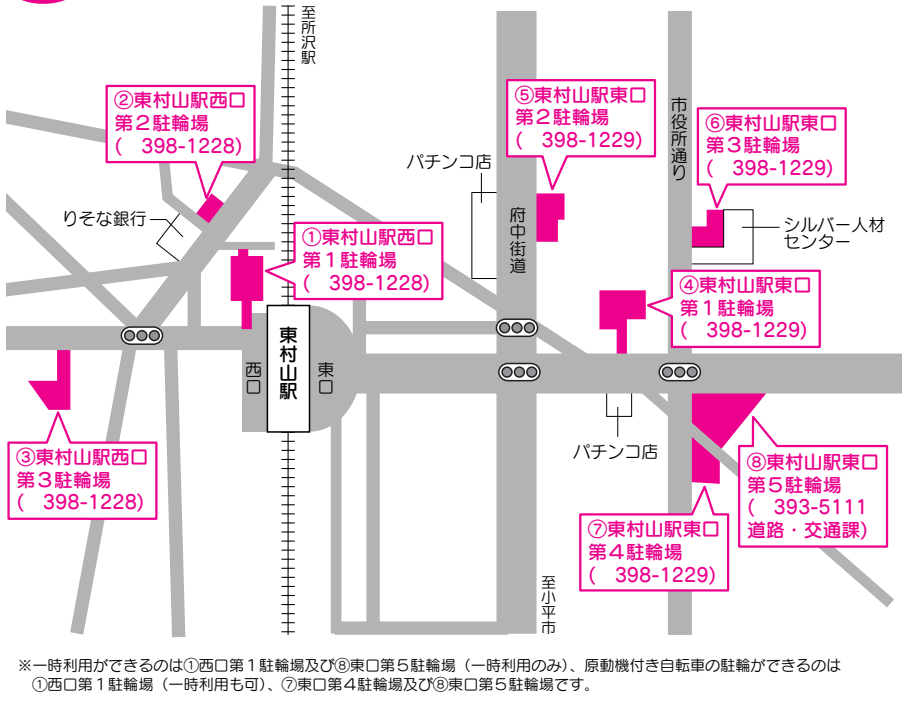 至所沢駅
②東村山駅西口
第2駐輪場
(　398-1228)
⑤東村山駅東口
第2駐輪場
(　398-1229)
市役所通り
⑥東村山駅東口
第3駐輪場
(　398-1229)
パチンコ店
りそな銀行
府中街道
シルバー人材
センター
①東村山駅西口
第1駐輪場
(　398-1228)
④東村山駅東口
第1駐輪場
(　398-1229)
西口
東村山駅
東口
③東村山駅西口
第3駐輪場
(　398-1228)
パチンコ店
⑧東村山駅東口
第5駐輪場
(　393-5111
道路・交通課)
⑦東村山駅東口
第4駐輪場
(　398-1229)
至小平市
※一時利用ができるのは①西口第1駐輪場及び⑧東口第5駐輪場（一時利用のみ）、原動機付き自転車の駐輪ができるのは
①西口第1駐輪場（一時利用も可）、⑦東口第4駐輪場及び⑧東口第5駐輪場です。